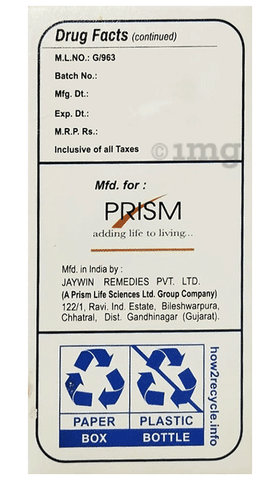 Drug Facts (continued)
M.L.NO.: G/963
Batch No.:
Mfg. Dt.:
Exp. Dt.:
M.R.P. Rs.:
Inclusive of all Taxes
1mg
Mfd. for :
PRISM
adding life to living...
Mfd. in India by :
JAYWIN REMEDIES PVT. LTD.
(A Prism Life Sciences Ltd. Group Company)
122/1, Ravi. Ind. Estate, Bileshwarpura,
Chhatral, Dist. Gandhinagar (Gujarat).
PAPER
BOX
PLASTIC
BOTTLE
how2recycle.info